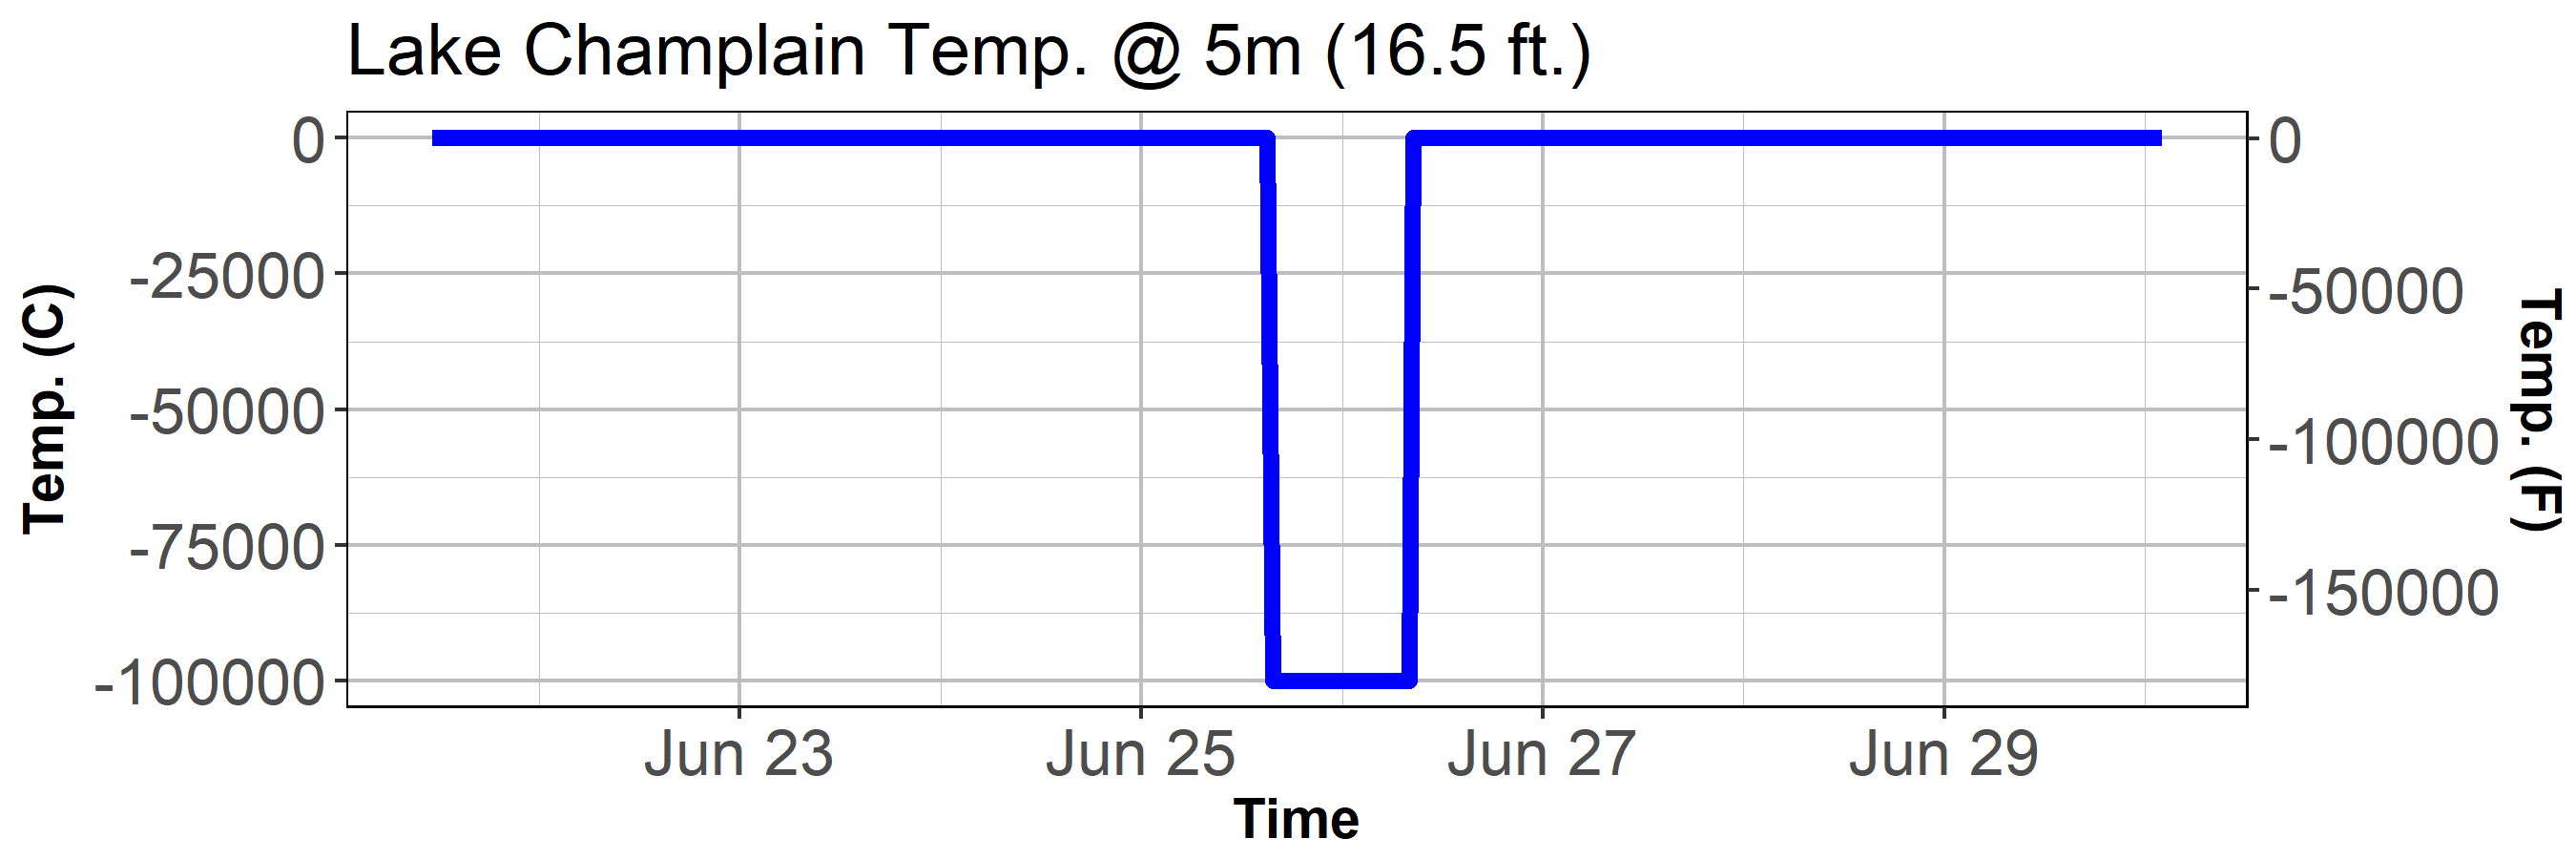 Lake Champlain Temp. @ 5m (16.5 ft.)
Temp. (C)
0
-25000
-50000
-75000
-100000
0
-50000
-100000
-150000
Temp. (F)
Jun 23
Jun 25
Jun 27
Jun 29
Time